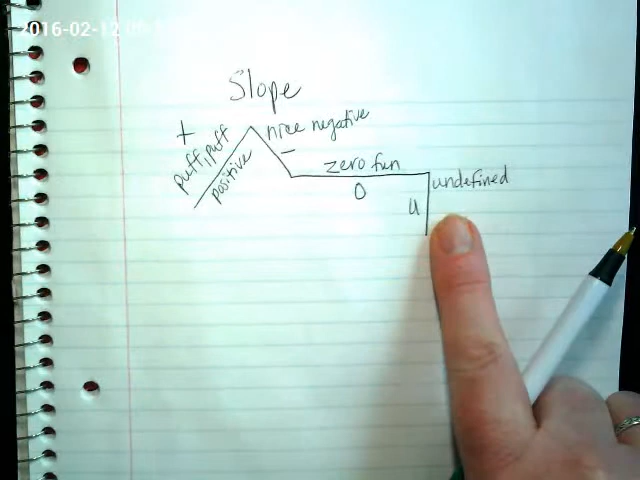 2016-02-12
Slope
+
puff, puff
positive
nice negative
−
zero fun
0
undefined
u